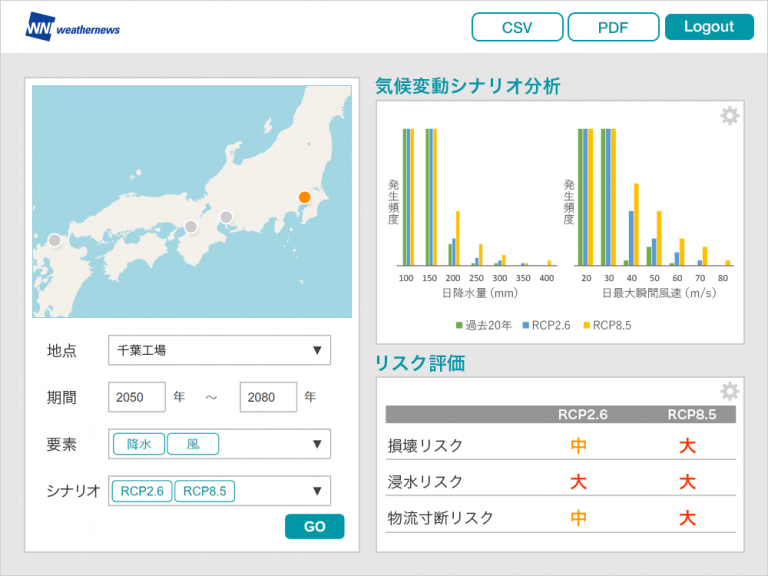 WNI weathernews
CSV PDF Logout
気候変動シナリオ分析
発生頻度
100 150 200 250 300 350 400
日降水量(mm)
発生頻度
20 30 40 50 60 70 80
日最大瞬間風速(m/s)
過去20年 RCP2.6 RCP8.5
地点 千葉工場 ▼
期間 2050 年 ~ 2080 年
要素 降水 風 ▼
シナリオ RCP2.6 RCP8.5 ▼
GO
リスク評価
RCP2.6 RCP8.5
損壊リスク 中 大
浸水リスク 大 大
物流寸断リスク 中 大